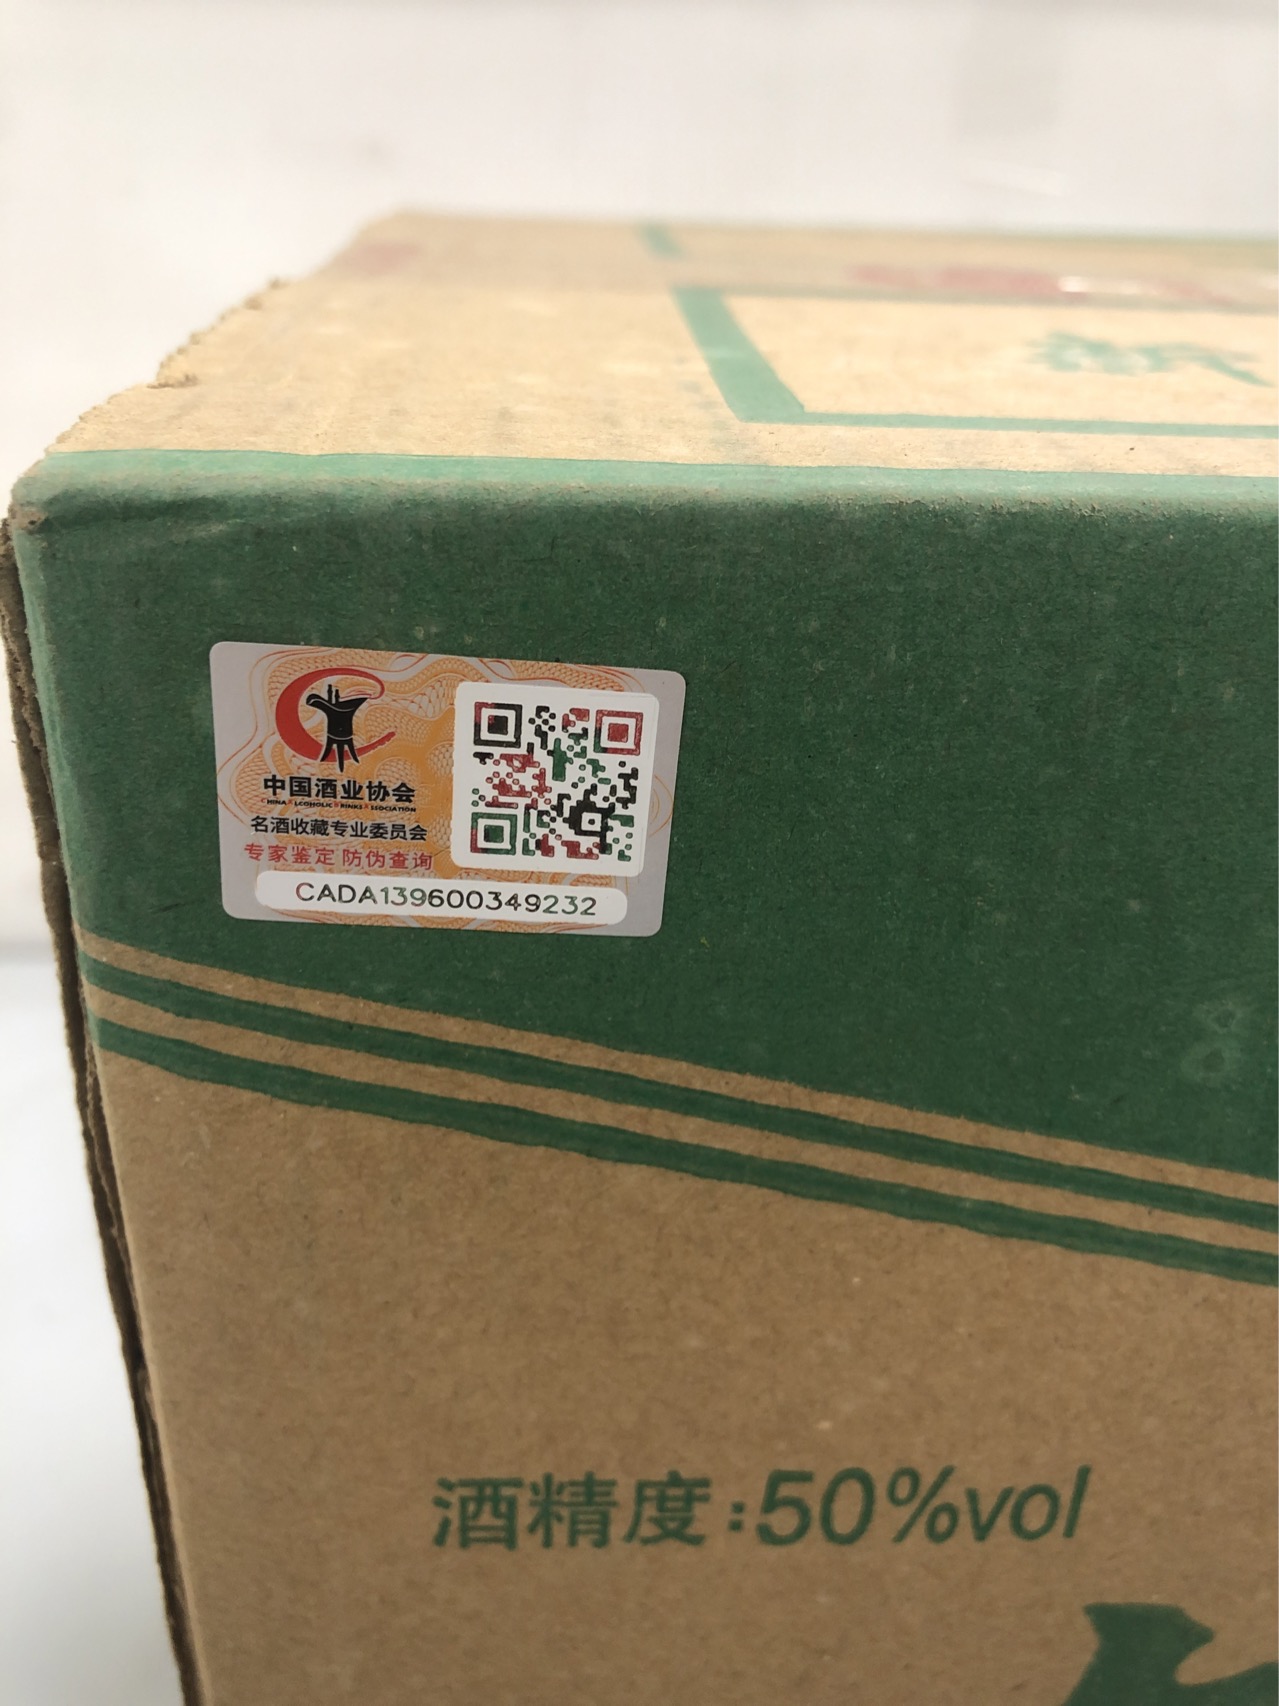 中国酒业协会
CHINA ALCOHOLIC DRINKS ASSOCIATION
名酒收藏专业委员会
专家鉴定 防伪查询
CADA139600349232
酒精度:50%vol